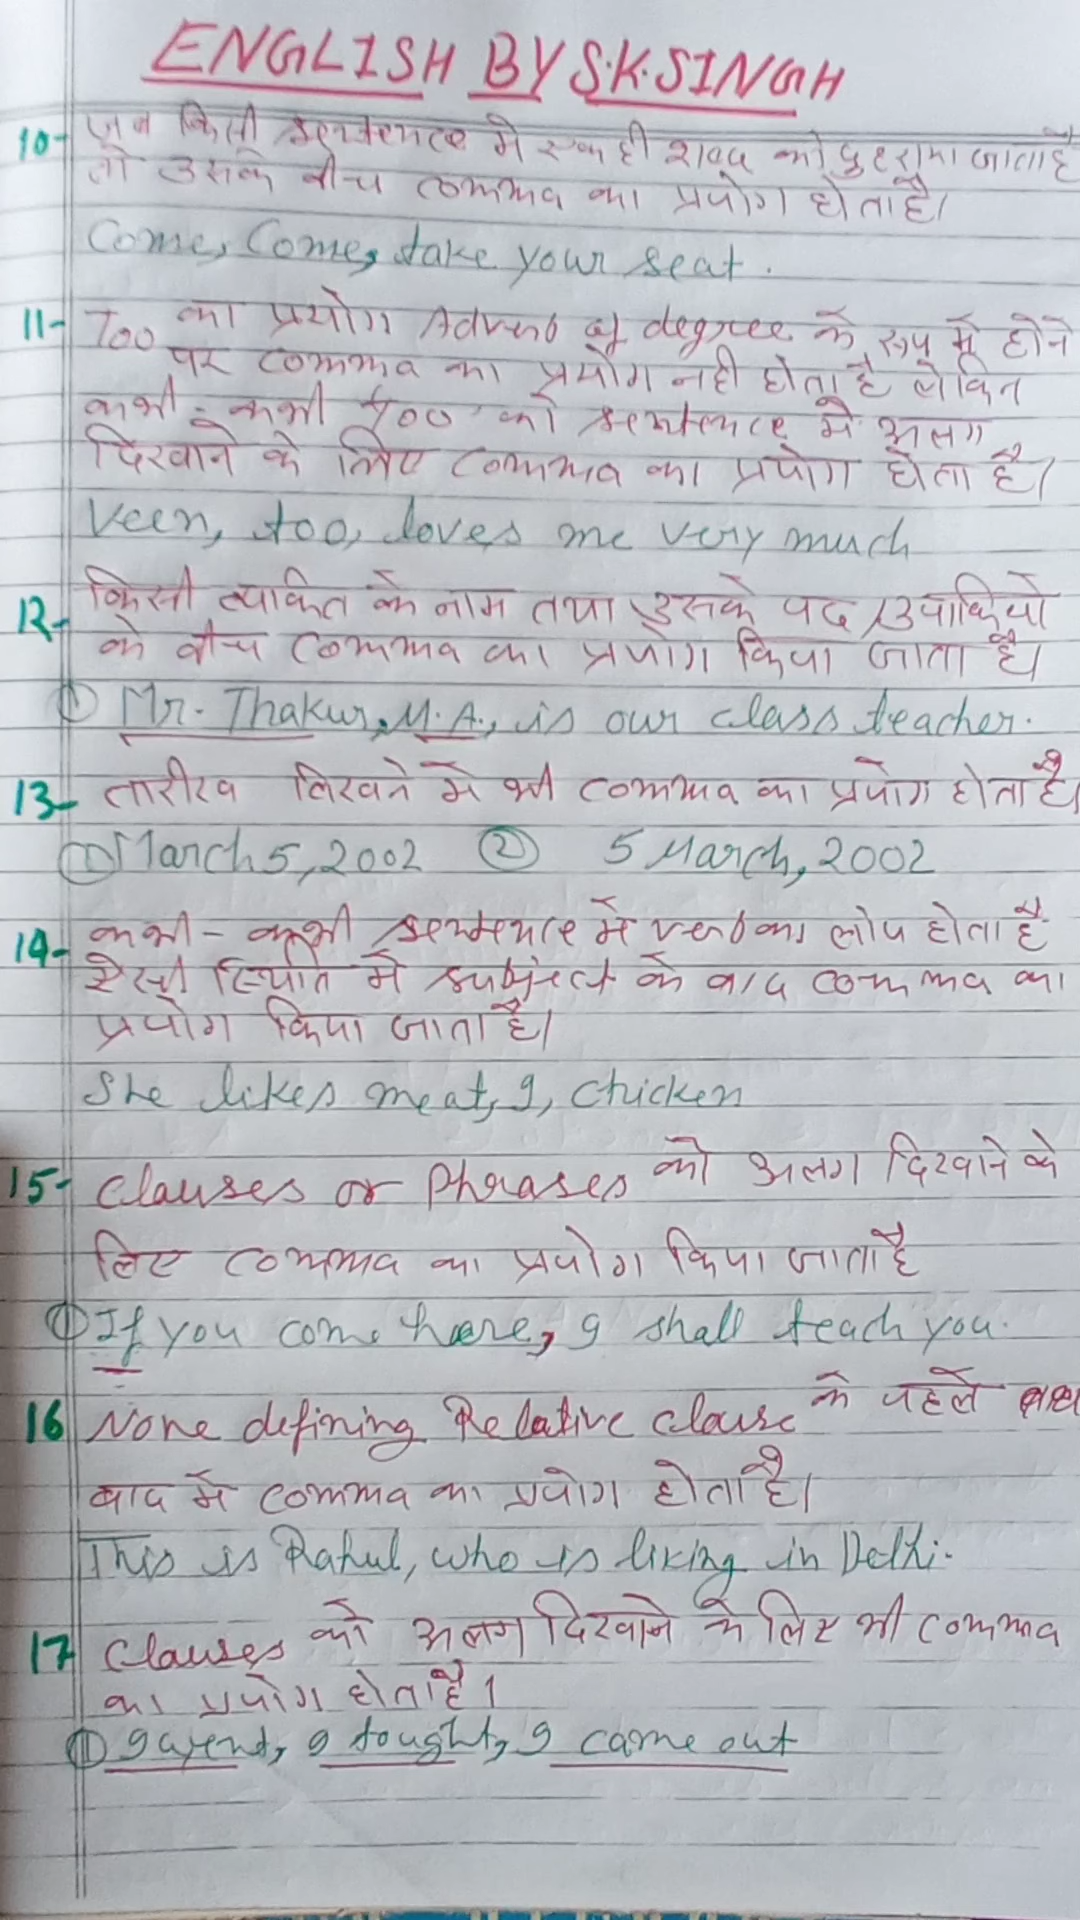 ENGLISH BY S.K.SINGH
10- जब किसी sentence मे एक ही शब्द को दुहराया जाता है
तो उसके बीच comma का प्रयोग होता है।
Come, Come, take your seat.
11- Too का प्रयोग Adverb of degree के रूप में होने
पर comma का प्रयोग नही होता है लेकिन
कभी-कभी too को sentence में अलग
दिखाने के लिए comma का प्रयोग होता है।
Veen, too, loves me very much
12- किसी व्यक्ति के नाम तथा उसके पद/उपाधियो
के बीच comma का प्रयोग किया जाता है।
① Mr. Thakur, M.A., is our class teacher.
13- तारीख लिखने में भी comma का प्रयोग होता है
① March 5, 2002 ② 5 March, 2002
14- कभी-कभी sentence में verb का लोप होता है
ऐसी स्थिति में subject के बाद comma का
प्रयोग किया जाता है।
She likes meat, I, chicken
15- Clauses or Phrases को अलग दिखाने के
लिए comma का प्रयोग किया जाता है
① If you come here, I shall teach you.
16 None defining Relative clause के पहले तथा
बाद में comma का प्रयोग होता है।
This is Rahul, who is living in Delhi.
17 Clauses को अलग दिखाने के लिए भी comma
का प्रयोग होता है।
① I went, I tought, I came out